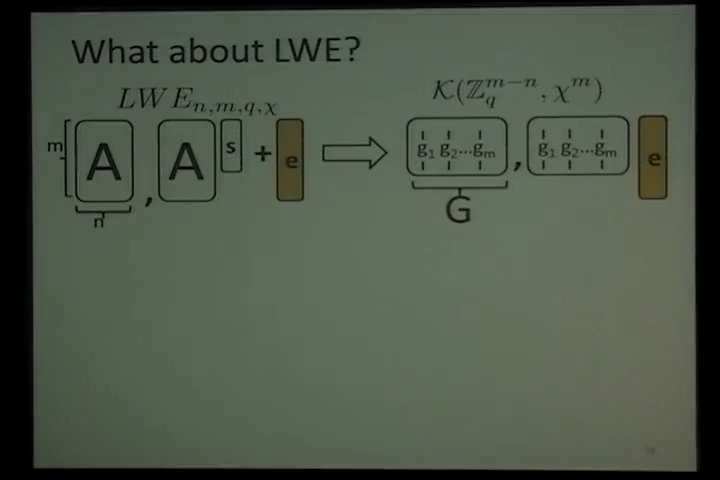 What about LWE?
LWE_{n,m,q,χ}
𝒦(ℤ_q^{m−n}, χ^m)
m A , A s + e
g₁ g₂...g_m , g₁ g₂...g_m e
n
G